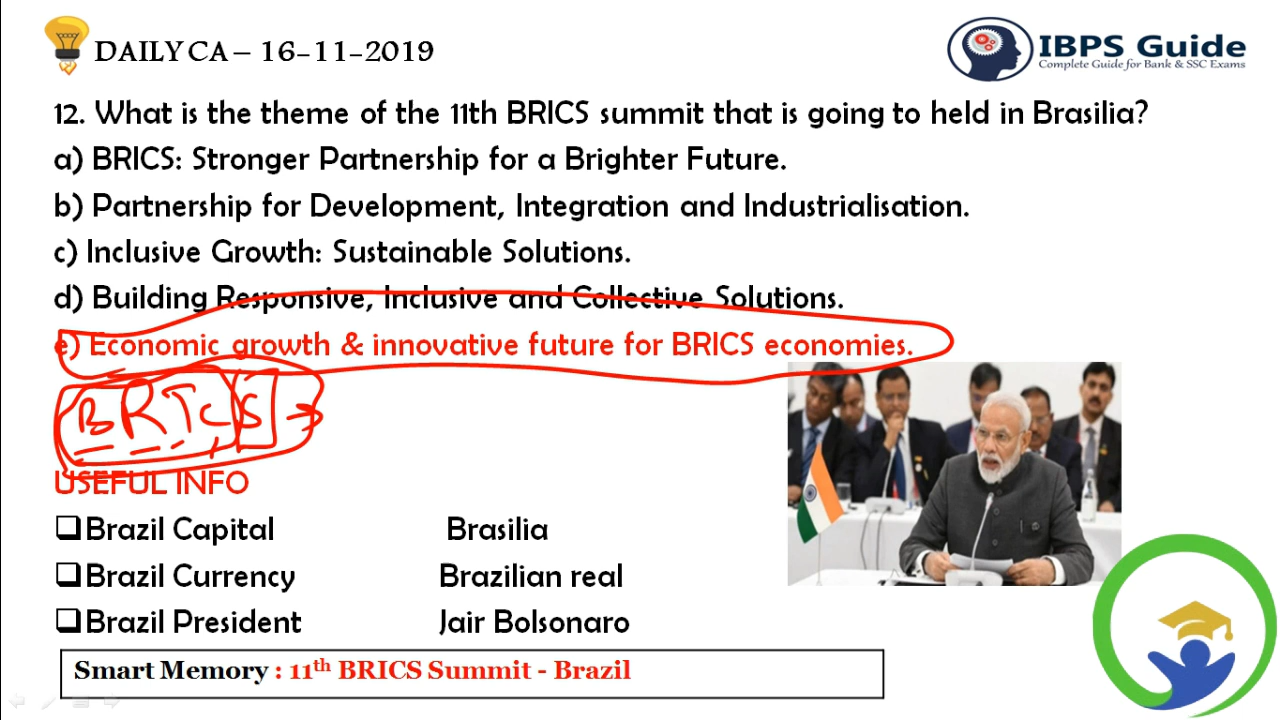 DAILY CA – 16-11-2019
IBPS Guide
Complete Guide for Bank & SSC Exams
12. What is the theme of the 11th BRICS summit that is going to held in Brasilia?
a) BRICS: Stronger Partnership for a Brighter Future.
b) Partnership for Development, Integration and Industrialisation.
c) Inclusive Growth: Sustainable Solutions.
d) Building Responsive, Inclusive and Collective Solutions.
e) Economic growth & innovative future for BRICS economies.
BRICS
USEFUL INFO
Brazil Capital Brasilia
Brazil Currency Brazilian real
Brazil President Jair Bolsonaro
Smart Memory : 11th BRICS Summit - Brazil